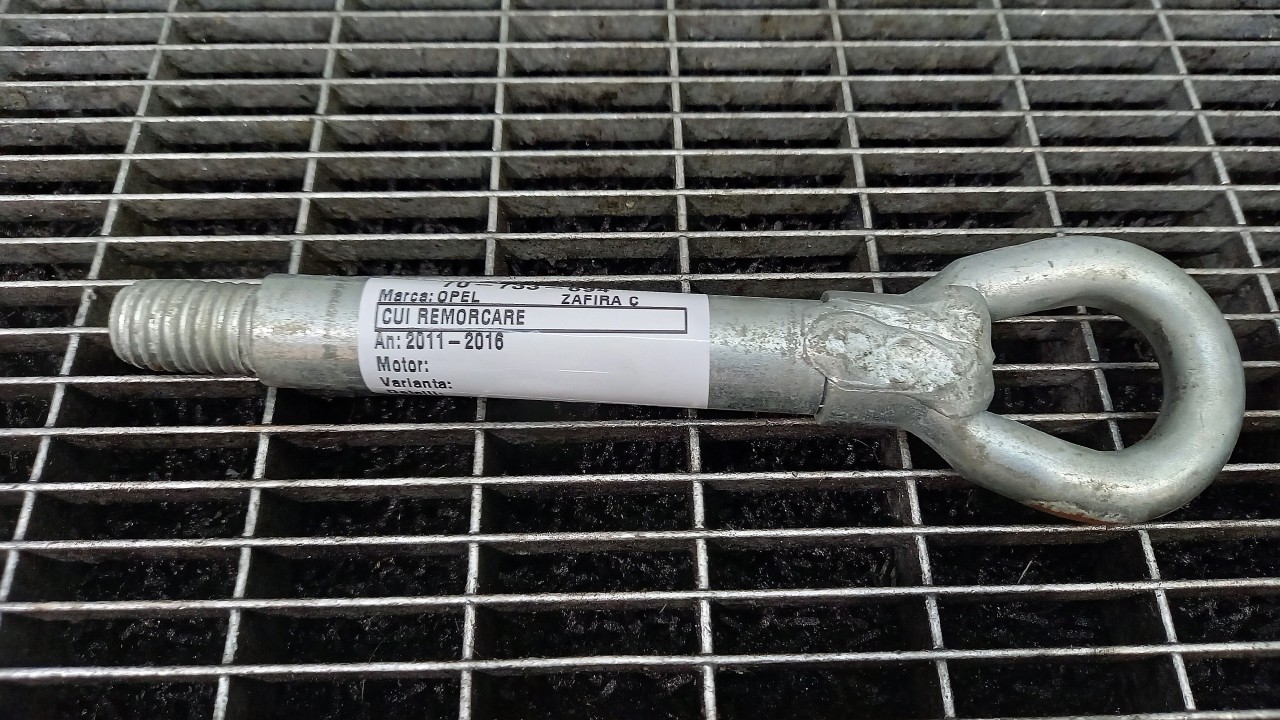 Marca: OPEL ZAFIRA C
CUI REMORCARE
An: 2011-2016
Motor:
Varianta: